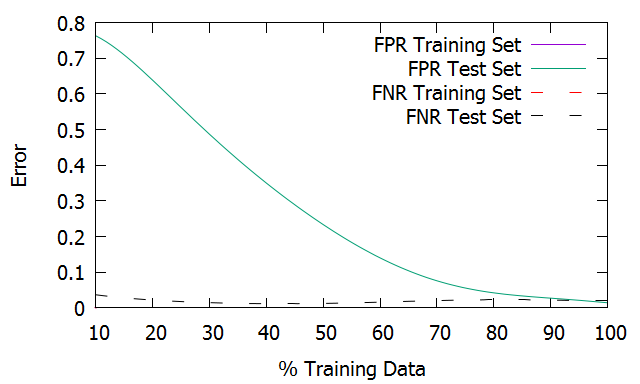 0.8
0.7
0.6
0.5
0.4
0.3
0.2
0.1
0
Error
FPR Training Set
FPR Test Set
FNR Training Set
FNR Test Set
10 20 30 40 50 60 70 80 90 100
% Training Data